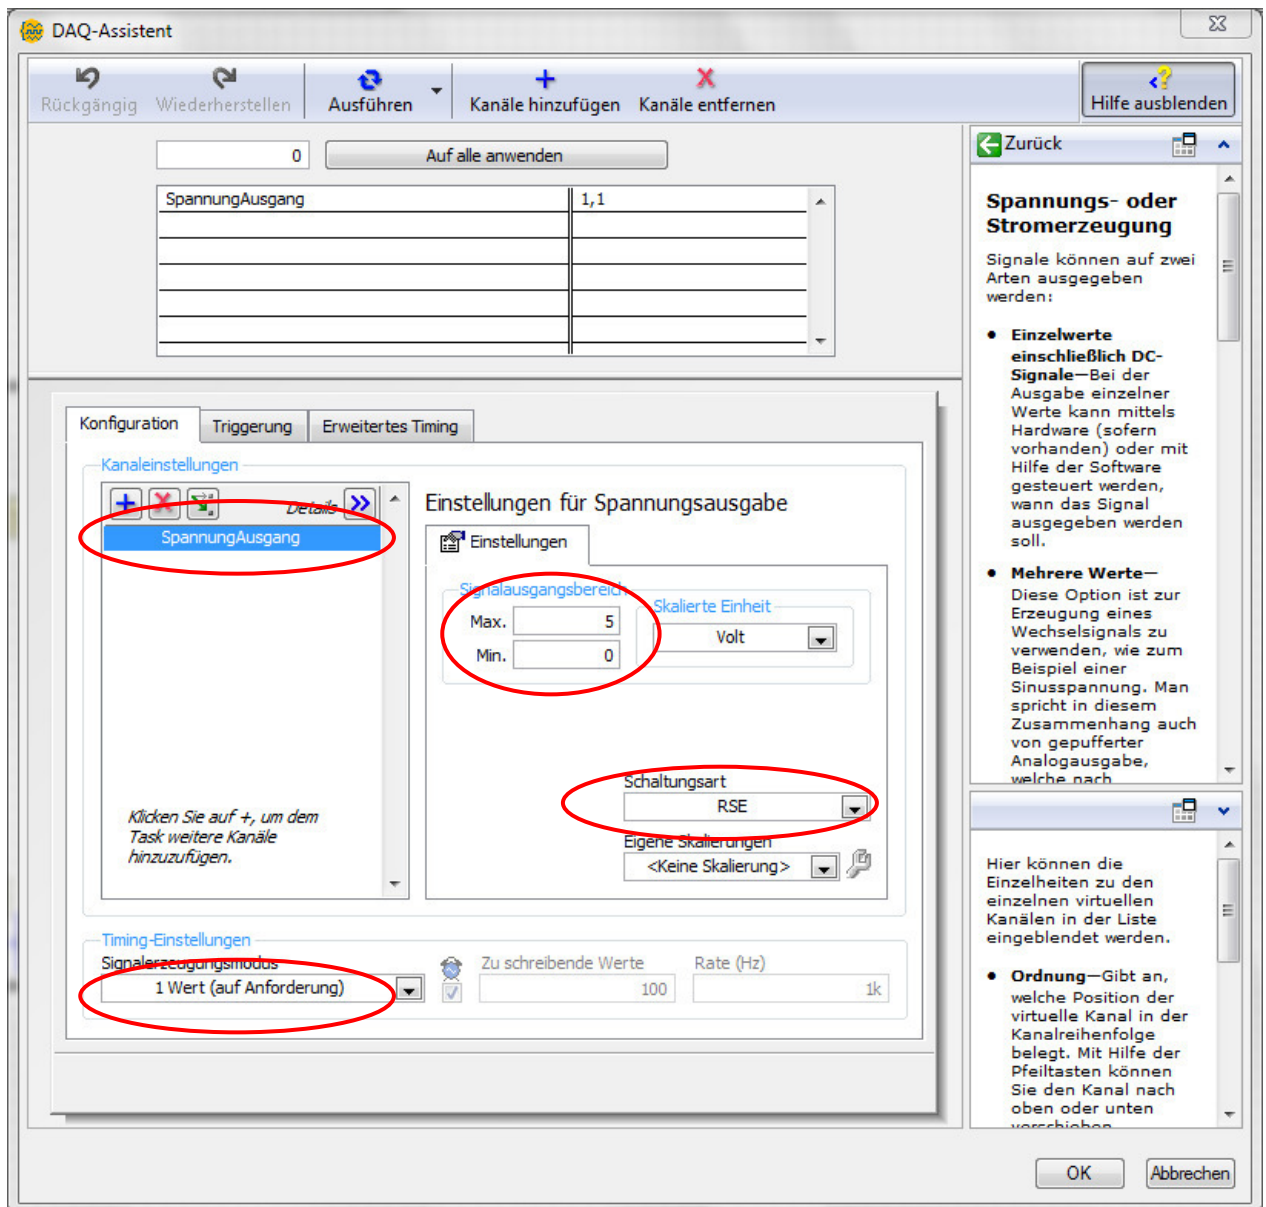 DAQ-Assistent
Rückgängig Wiederherstellen Ausführen Kanäle hinzufügen Kanäle entfernen Hilfe ausblenden
0 Auf alle anwenden
SpannungAusgang 1,1
Konfiguration Triggerung Erweitertes Timing
Kanaleinstellungen
Details
SpannungAusgang
Klicken Sie auf +, um dem
Task weitere Kanäle
hinzuzufügen.
Einstellungen für Spannungsausgabe
Einstellungen
Signalausgangsbereich
Max. 5
Min. 0
Skalierte Einheit
Volt
Schaltungsart
RSE
Eigene Skalierungen
<Keine Skalierung>
Timing-Einstellungen
Signalerzeugungsmodus Zu schreibende Werte Rate (Hz)
1 Wert (auf Anforderung) 100 1k
Zurück
Spannungs- oder
Stromerzeugung
Signale können auf zwei
Arten ausgegeben
werden:
• Einzelwerte
einschließlich DC-
Signale—Bei der
Ausgabe einzelner
Werte kann mittels
Hardware (sofern
vorhanden) oder mit
Hilfe der Software
gesteuert werden,
wann das Signal
ausgegeben werden
soll.
• Mehrere Werte—
Diese Option ist zur
Erzeugung eines
Wechselsignals zu
verwenden, wie zum
Beispiel einer
Sinusspannung. Man
spricht in diesem
Zusammenhang auch
von gepufferter
Analogausgabe,
welche nach
Hier können die
Einzelheiten zu den
einzelnen virtuellen
Kanälen in der Liste
eingeblendet werden.
• Ordnung—Gibt an,
welche Position der
virtuelle Kanal in der
Kanalreihenfolge
belegt. Mit Hilfe der
Pfeiltasten können
Sie den Kanal nach
oben oder unten
verschieben
OK Abbrechen